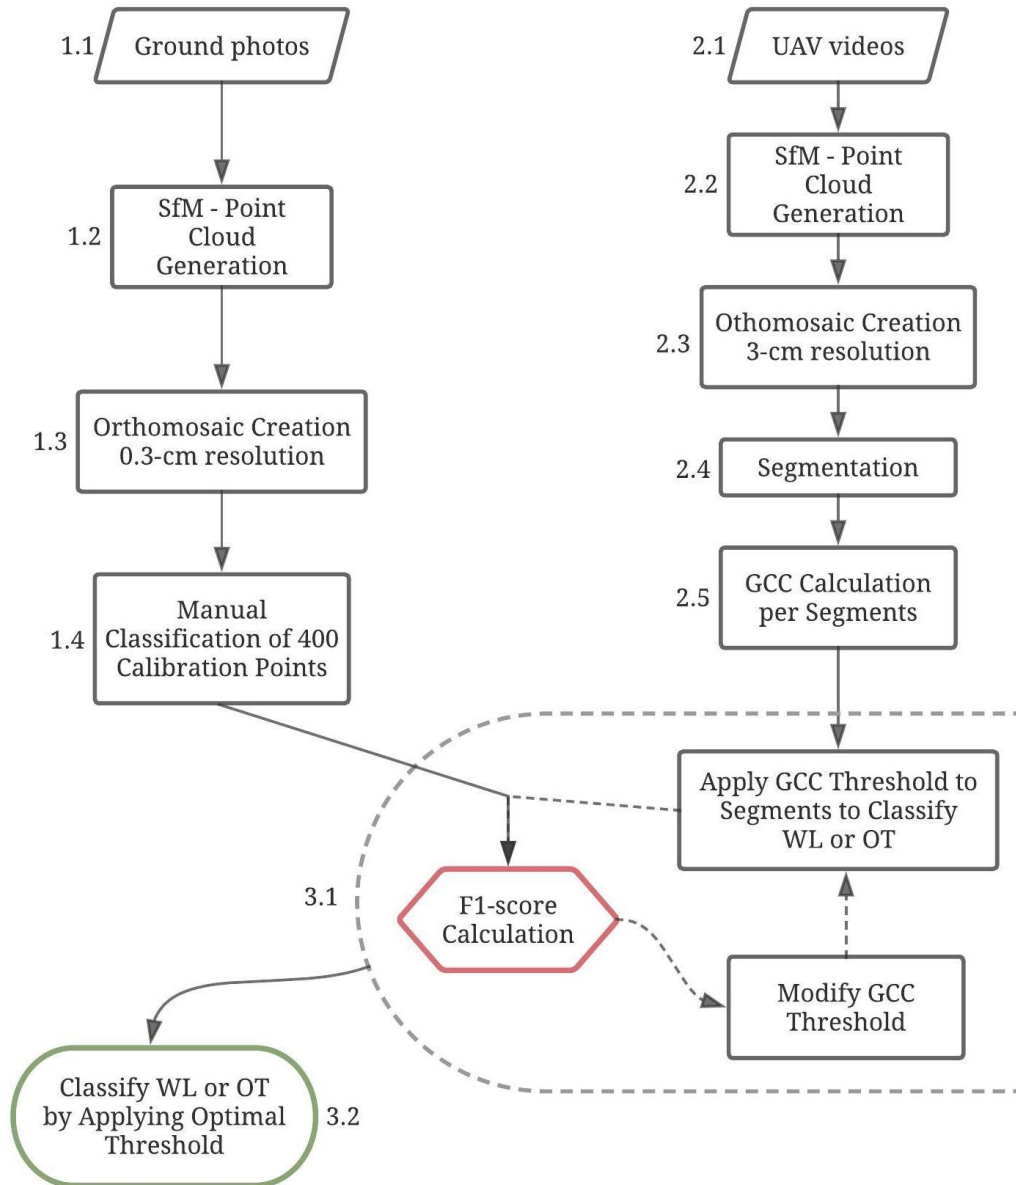 1.1
Ground photos
1.2
SfM - Point
Cloud
Generation
1.3
Orthomosaic Creation
0.3-cm resolution
1.4
Manual
Classification of 400
Calibration Points
2.1
UAV videos
2.2
SfM - Point
Cloud
Generation
2.3
Othomosaic Creation
3-cm resolution
2.4
Segmentation
2.5
GCC Calculation
per Segments
Apply GCC Threshold to
Segments to Classify
WL or OT
3.1
F1-score
Calculation
Modify GCC
Threshold
Classify WL or OT
by Applying Optimal
Threshold
3.2